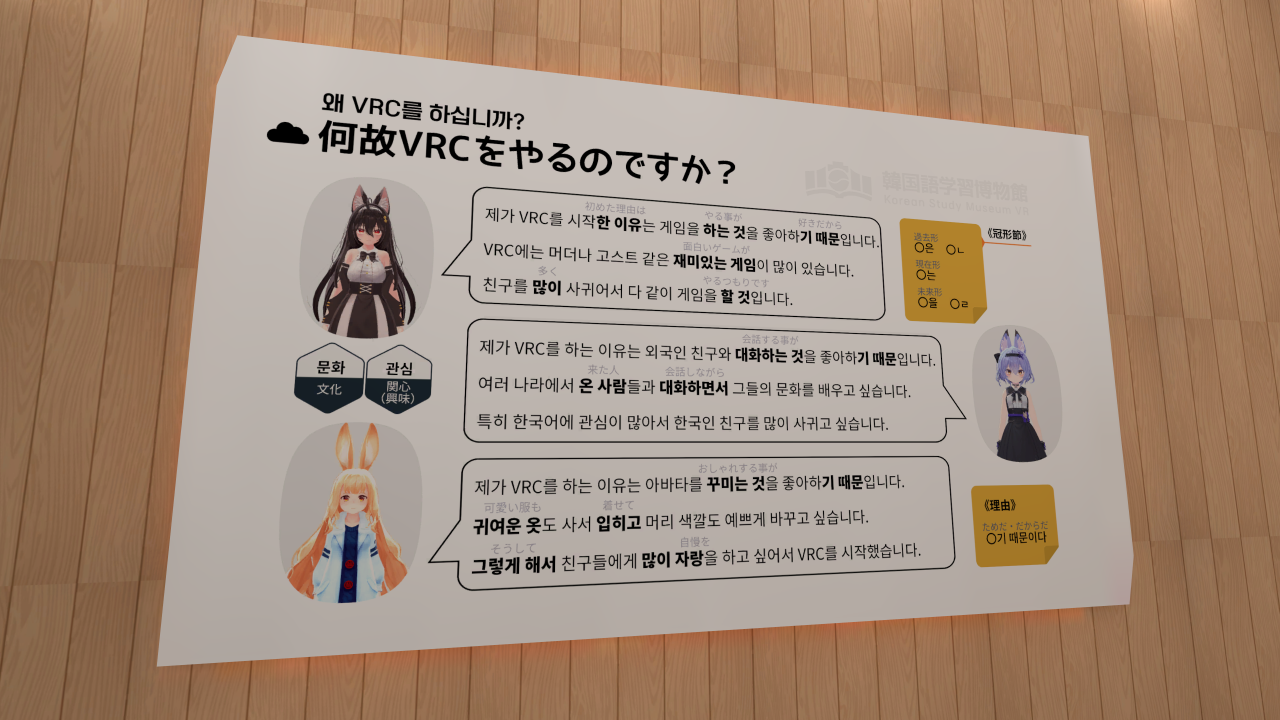 왜 VRC를 하십니까?
何故VRCをやるのですか？
韓国語学習博物館
Korean Study Museum VR
初めた理由は やる事が 好きだから
제가 VRC를 시작한 이유는 게임을 하는 것을 좋아하기 때문입니다.
面白いゲームが
VRC에는 머더나 고스트 같은 재미있는 게임이 많이 있습니다.
多く やるつもりです
친구를 많이 사귀어서 다 같이 게임을 할 것입니다.
《冠形節》
過去形
〇은 〇ㄴ
現在形
〇는
未来形
〇을 〇ㄹ
문화
文化
관심
関心
（興味）
会話する事が
제가 VRC를 하는 이유는 외국인 친구와 대화하는 것을 좋아하기 때문입니다.
来た人 会話しながら
여러 나라에서 온 사람들과 대화하면서 그들의 문화를 배우고 싶습니다.
특히 한국어에 관심이 많아서 한국인 친구를 많이 사귀고 싶습니다.
おしゃれする事が
제가 VRC를 하는 이유는 아바타를 꾸미는 것을 좋아하기 때문입니다.
可愛い服も 着せて
귀여운 옷도 사서 입히고 머리 색깔도 예쁘게 바꾸고 싶습니다.
そうして 自慢を
그렇게 해서 친구들에게 많이 자랑을 하고 싶어서 VRC를 시작했습니다.
《理由》
ためだ・だからだ
〇기 때문이다